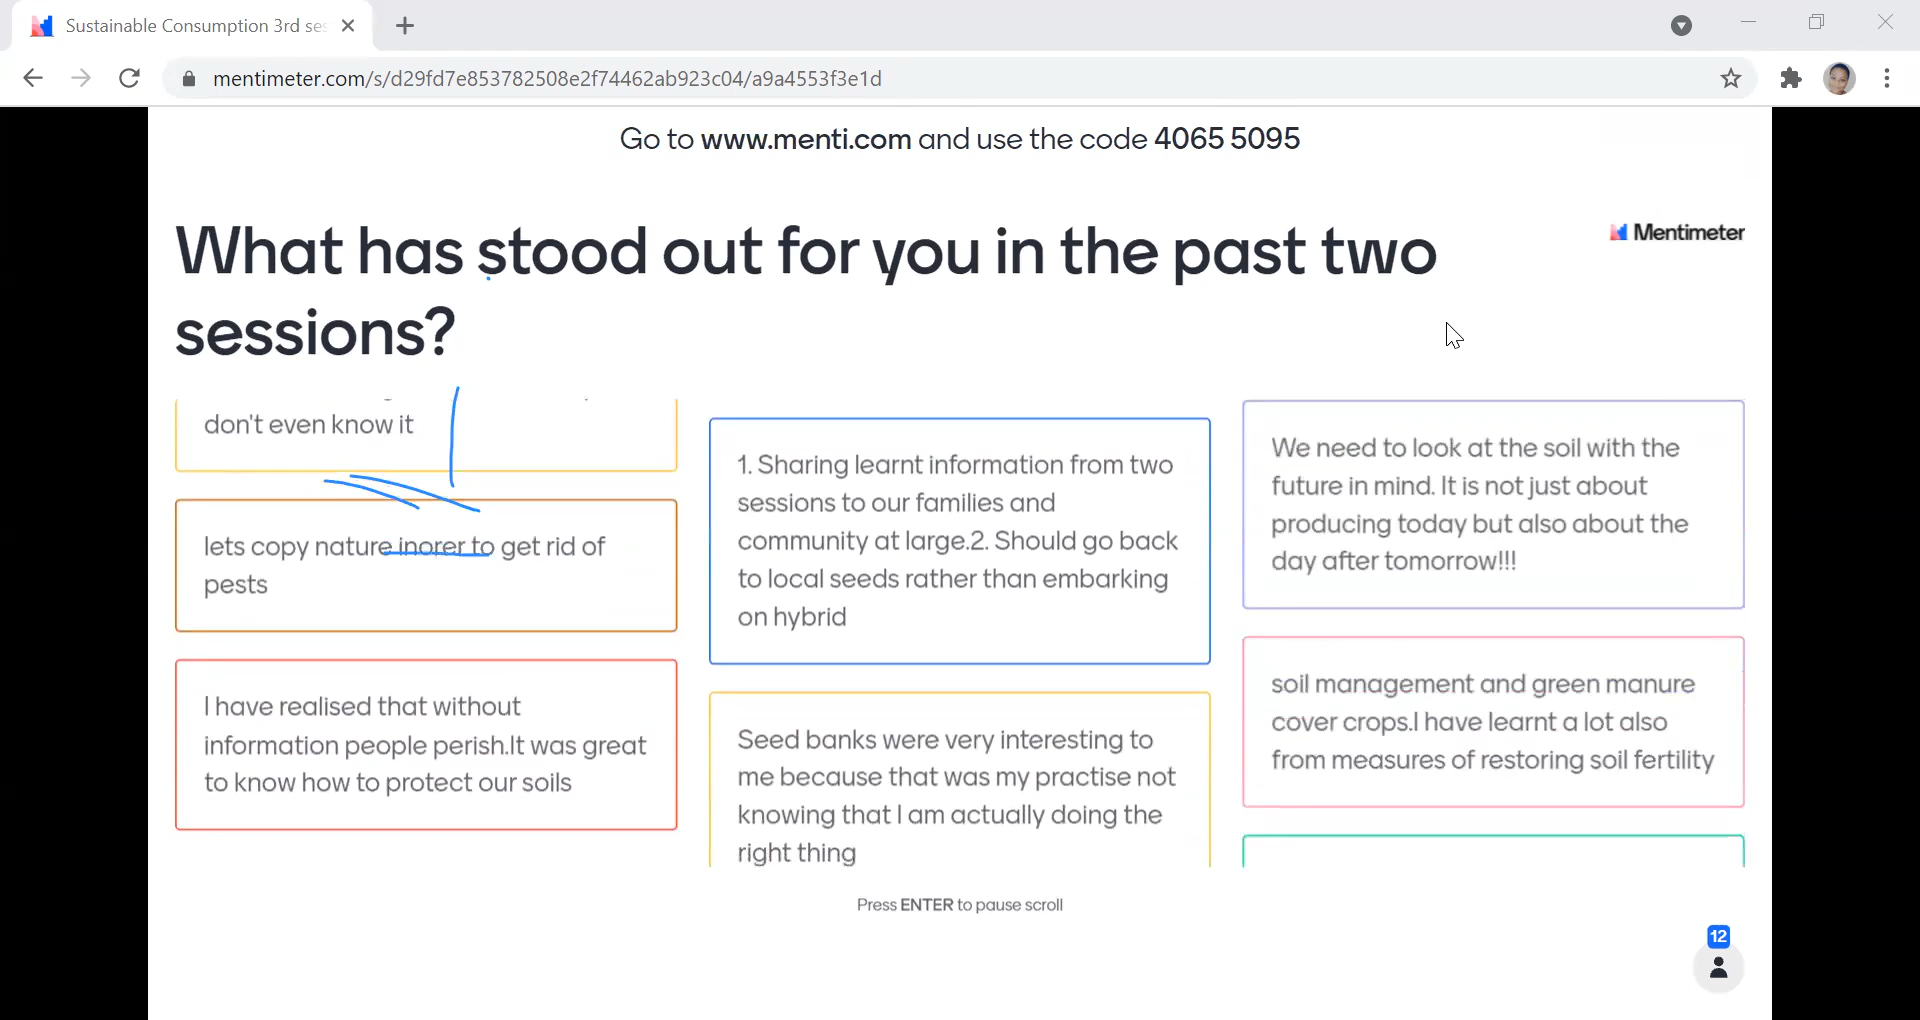 Sustainable Consumption 3rd ses
mentimeter.com/s/d29fd7e853782508e2f74462ab923c04/a9a4553f3e1d
Go to www.menti.com and use the code 4065 5095
What has stood out for you in the past two
sessions?
Mentimeter
don't even know it
lets copy nature inorer to get rid of
pests
I have realised that without
information people perish.It was great
to know how to protect our soils
1. Sharing learnt information from two
sessions to our families and
community at large.2. Should go back
to local seeds rather than embarking
on hybrid
Seed banks were very interesting to
me because that was my practise not
knowing that I am actually doing the
right thing
We need to look at the soil with the
future in mind. It is not just about
producing today but also about the
day after tomorrow!!!
soil management and green manure
cover crops.I have learnt a lot also
from measures of restoring soil fertility
Press ENTER to pause scroll
12